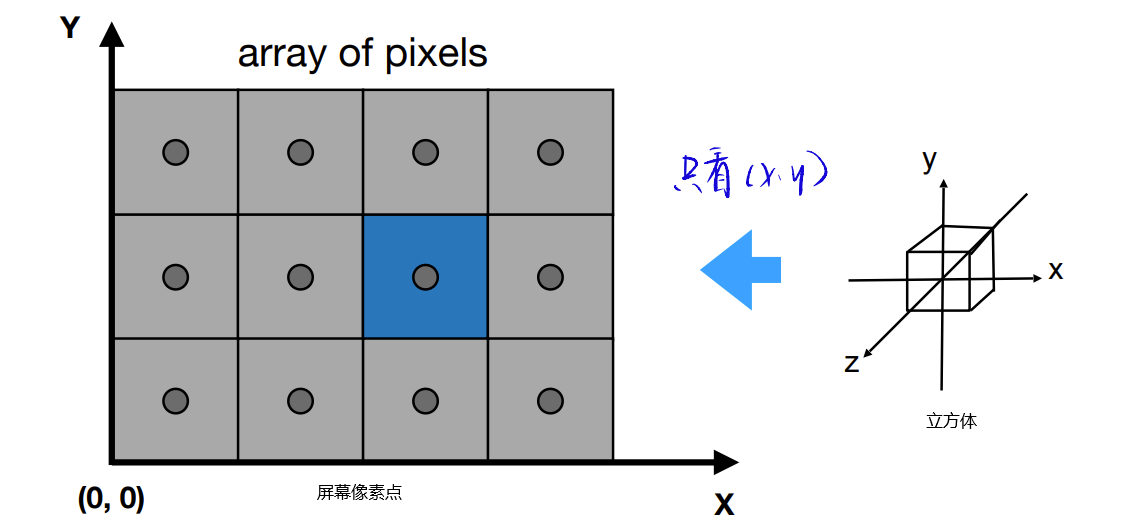 Y
array of pixels
只看(x.y)
y
x
z
立方体
(0, 0)
屏幕像素点
X